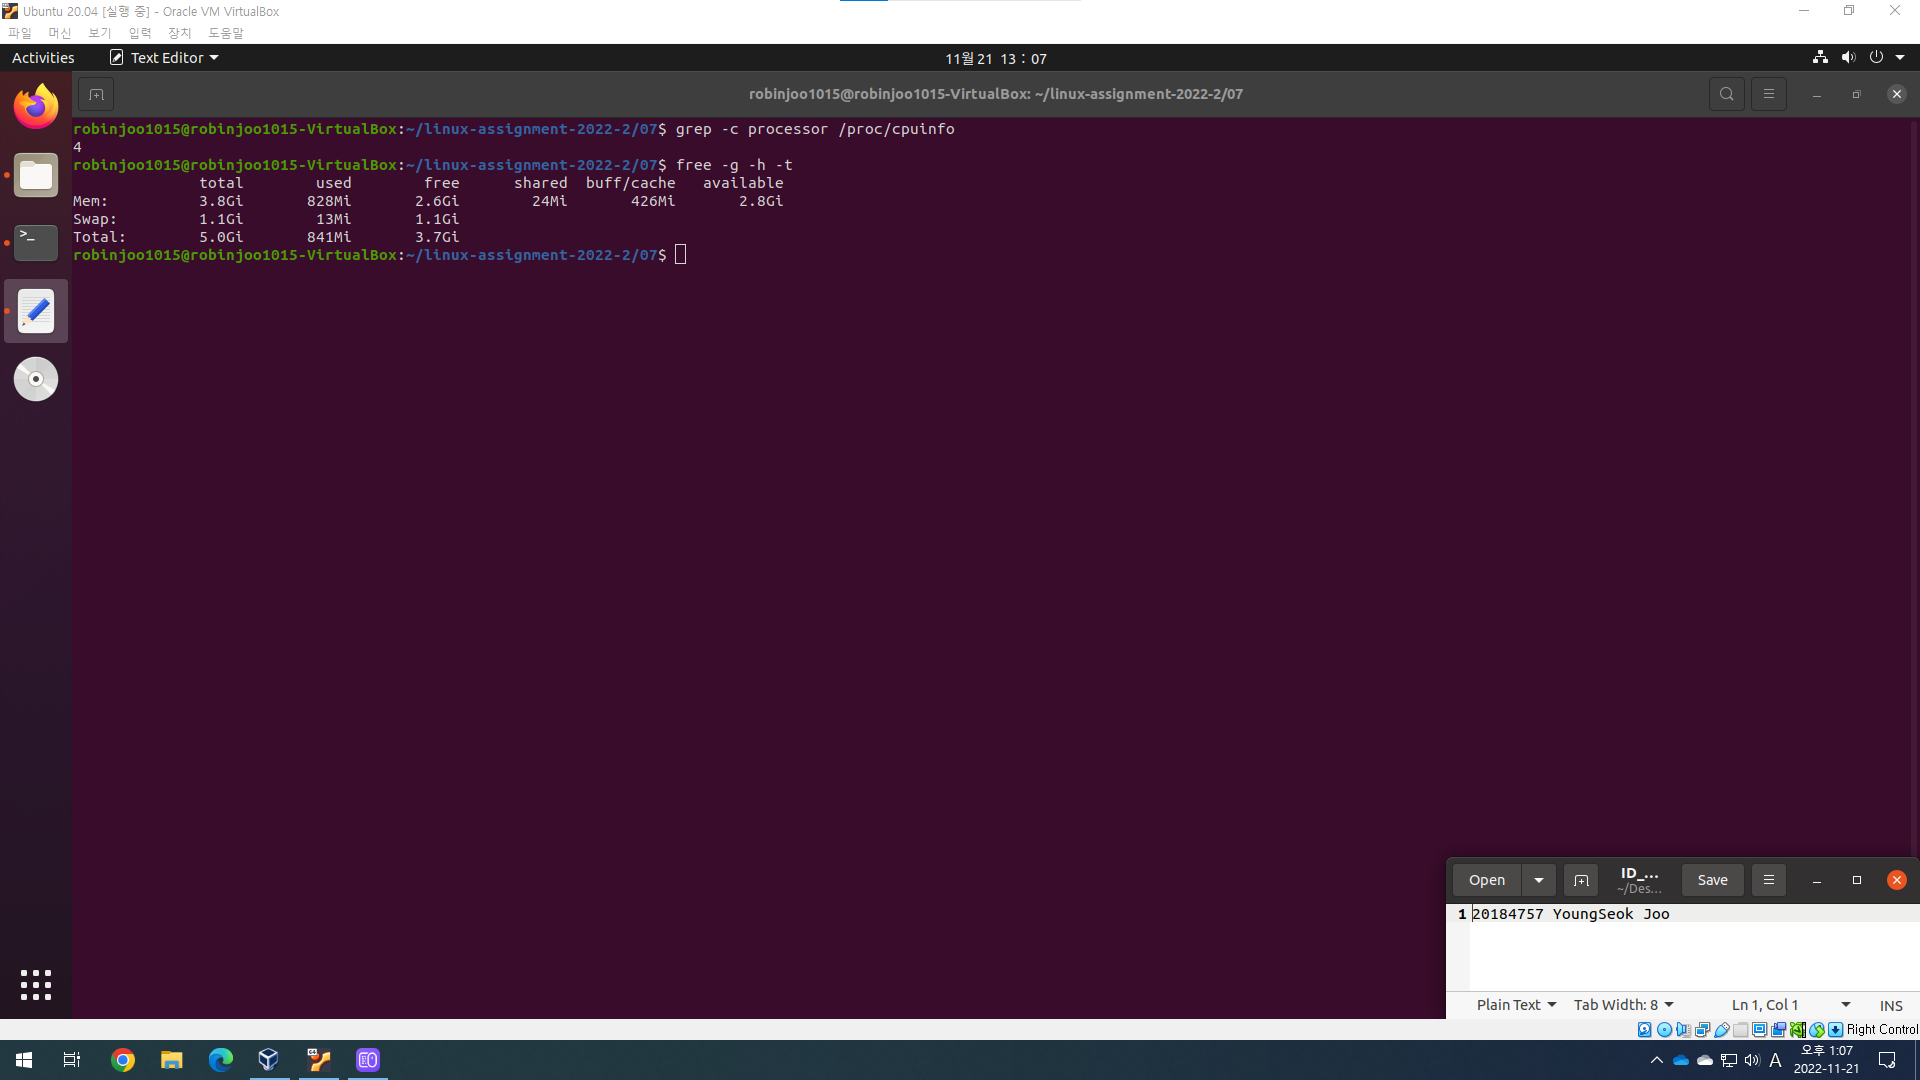 Ubuntu 20.04 [실행 중] - Oracle VM VirtualBox
파일 머신 보기 입력 장치 도움말
Activities Text Editor 11월 21 13 : 07
robinjoo1015@robinjoo1015-VirtualBox: ~/linux-assignment-2022-2/07
robinjoo1015@robinjoo1015-VirtualBox:~/linux-assignment-2022-2/07$ grep -c processor /proc/cpuinfo
4
robinjoo1015@robinjoo1015-VirtualBox:~/linux-assignment-2022-2/07$ free -g -h -t
total used free shared buff/cache available
Mem: 3.8Gi 828Mi 2.6Gi 24Mi 426Mi 2.8Gi
Swap: 1.1Gi 13Mi 1.1Gi
Total: 5.0Gi 841Mi 3.7Gi
robinjoo1015@robinjoo1015-VirtualBox:~/linux-assignment-2022-2/07$
Open ID_... Save
~/Des...
1 20184757 YoungSeok Joo
Plain Text Tab Width: 8 Ln 1, Col 1 INS
Right Control
A 오후 1:07
2022-11-21